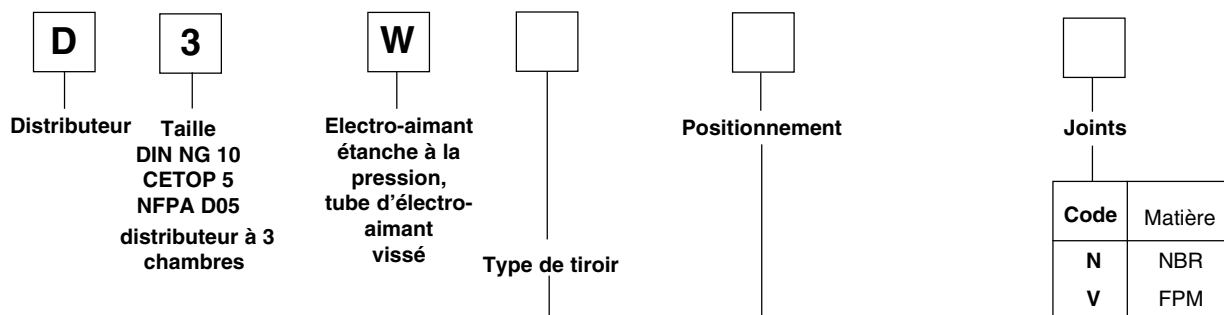 D 3 W
Distributeur
Taille
DIN NG 10
CETOP 5
NFPA D05
distributeur à 3
chambres
Electro-aimant
étanche à la
pression,
tube d'électro-
aimant
vissé
Type de tiroir
Positionnement
Joints
Code Matière
N NBR
V FPM